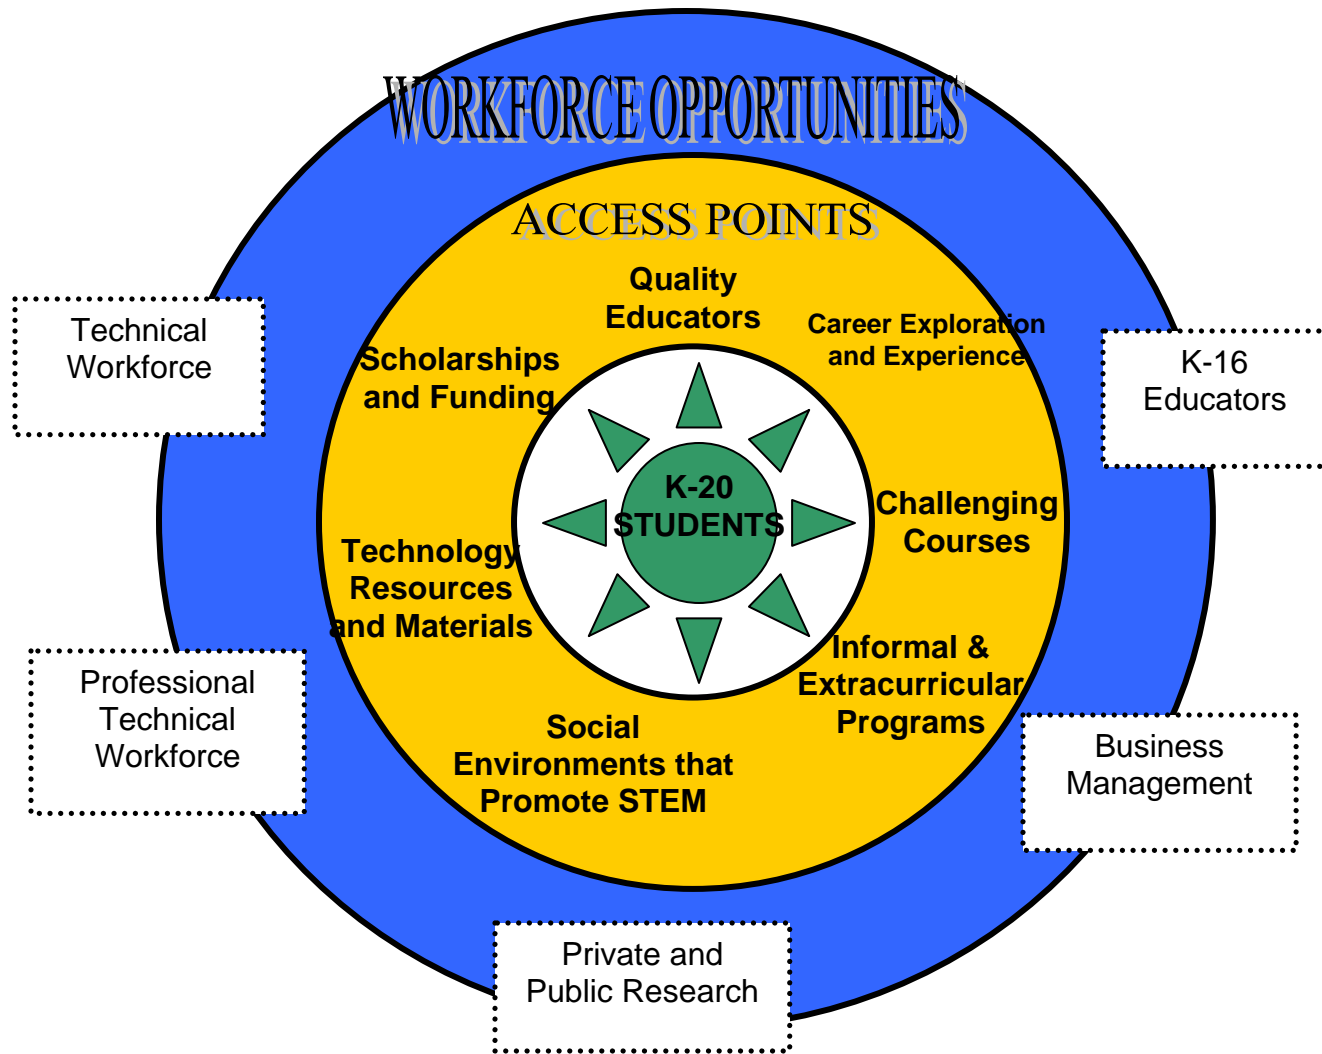 WORKFORCE OPPORTUNITIES
ACCESS POINTS
Quality
Educators
Career Exploration
and Experience
Scholarships
and Funding
Technical
Workforce
K-16
Educators
K-20
STUDENTS
Challenging
Courses
Technology
Resources
and Materials
Informal &
Extracurricular
Programs
Professional
Technical
Workforce
Social
Environments that
Promote STEM
Business
Management
Private and
Public Research